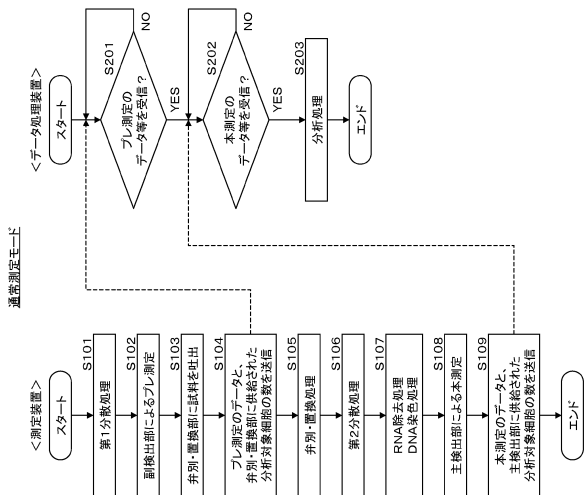 通常測定モード
<測定装置>
スタート
S101
第1分散処理
S102
副検出部によるプレ測定
S103
弁別・置換部に試料を吐出
S104
プレ測定のデータと、
弁別・置換部に供給された
分析対象細胞の数を送信
S105
弁別・置換処理
S106
第2分散処理
S107
RNA除去処理
DNA染色処理
S108
主検出部による本測定
S109
本測定のデータと、
主検出部に供給された
分析対象細胞の数を送信
エンド
<データ処理装置>
スタート
S201
プレ測定の
データ等を受信?
NO
YES
S202
本測定の
データ等を受信?
NO
YES
S203
分析処理
エンド